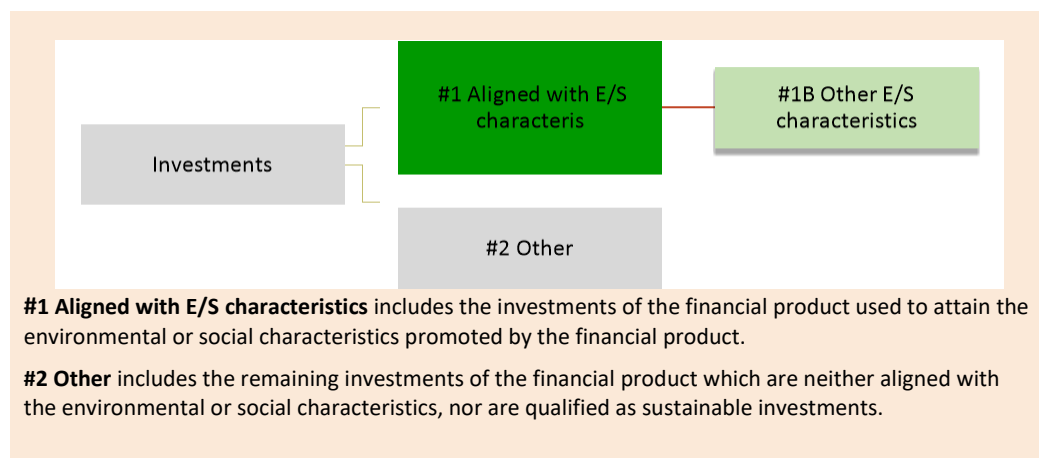 #1 Aligned with E/S
characteris
#1B Other E/S
characteristics
Investments
#2 Other
#1 Aligned with E/S characteristics includes the investments of the financial product used to attain the
environmental or social characteristics promoted by the financial product.
#2 Other includes the remaining investments of the financial product which are neither aligned with
the environmental or social characteristics, nor are qualified as sustainable investments.